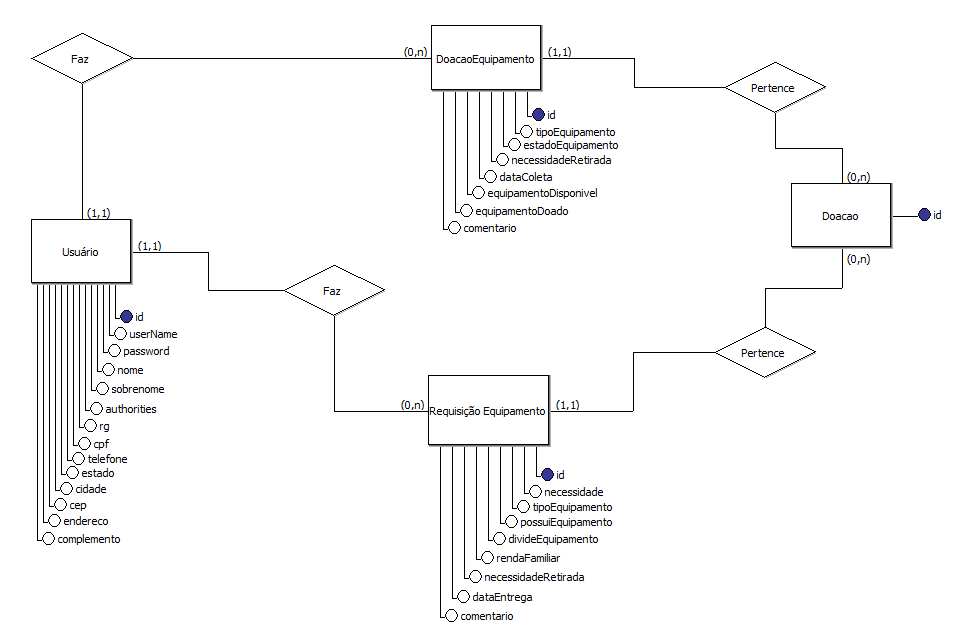 Faz
(0,n)
DoacaoEquipamento
(1,1)
Pertence
id
tipoEquipamento
estadoEquipamento
necessidadeRetirada
dataColeta
equipamentoDisponivel
equipamentoDoado
comentario
(0,n)
Doacao
id
(0,n)
(1,1)
Usuário
(1,1)
Faz
id
userName
password
nome
sobrenome
authorities
rg
cpf
telefone
estado
cidade
cep
endereco
complemento
Pertence
(0,n)
Requisição Equipamento
(1,1)
id
necessidade
tipoEquipamento
possuiEquipamento
divideEquipamento
rendaFamiliar
necessidadeRetirada
dataEntrega
comentario